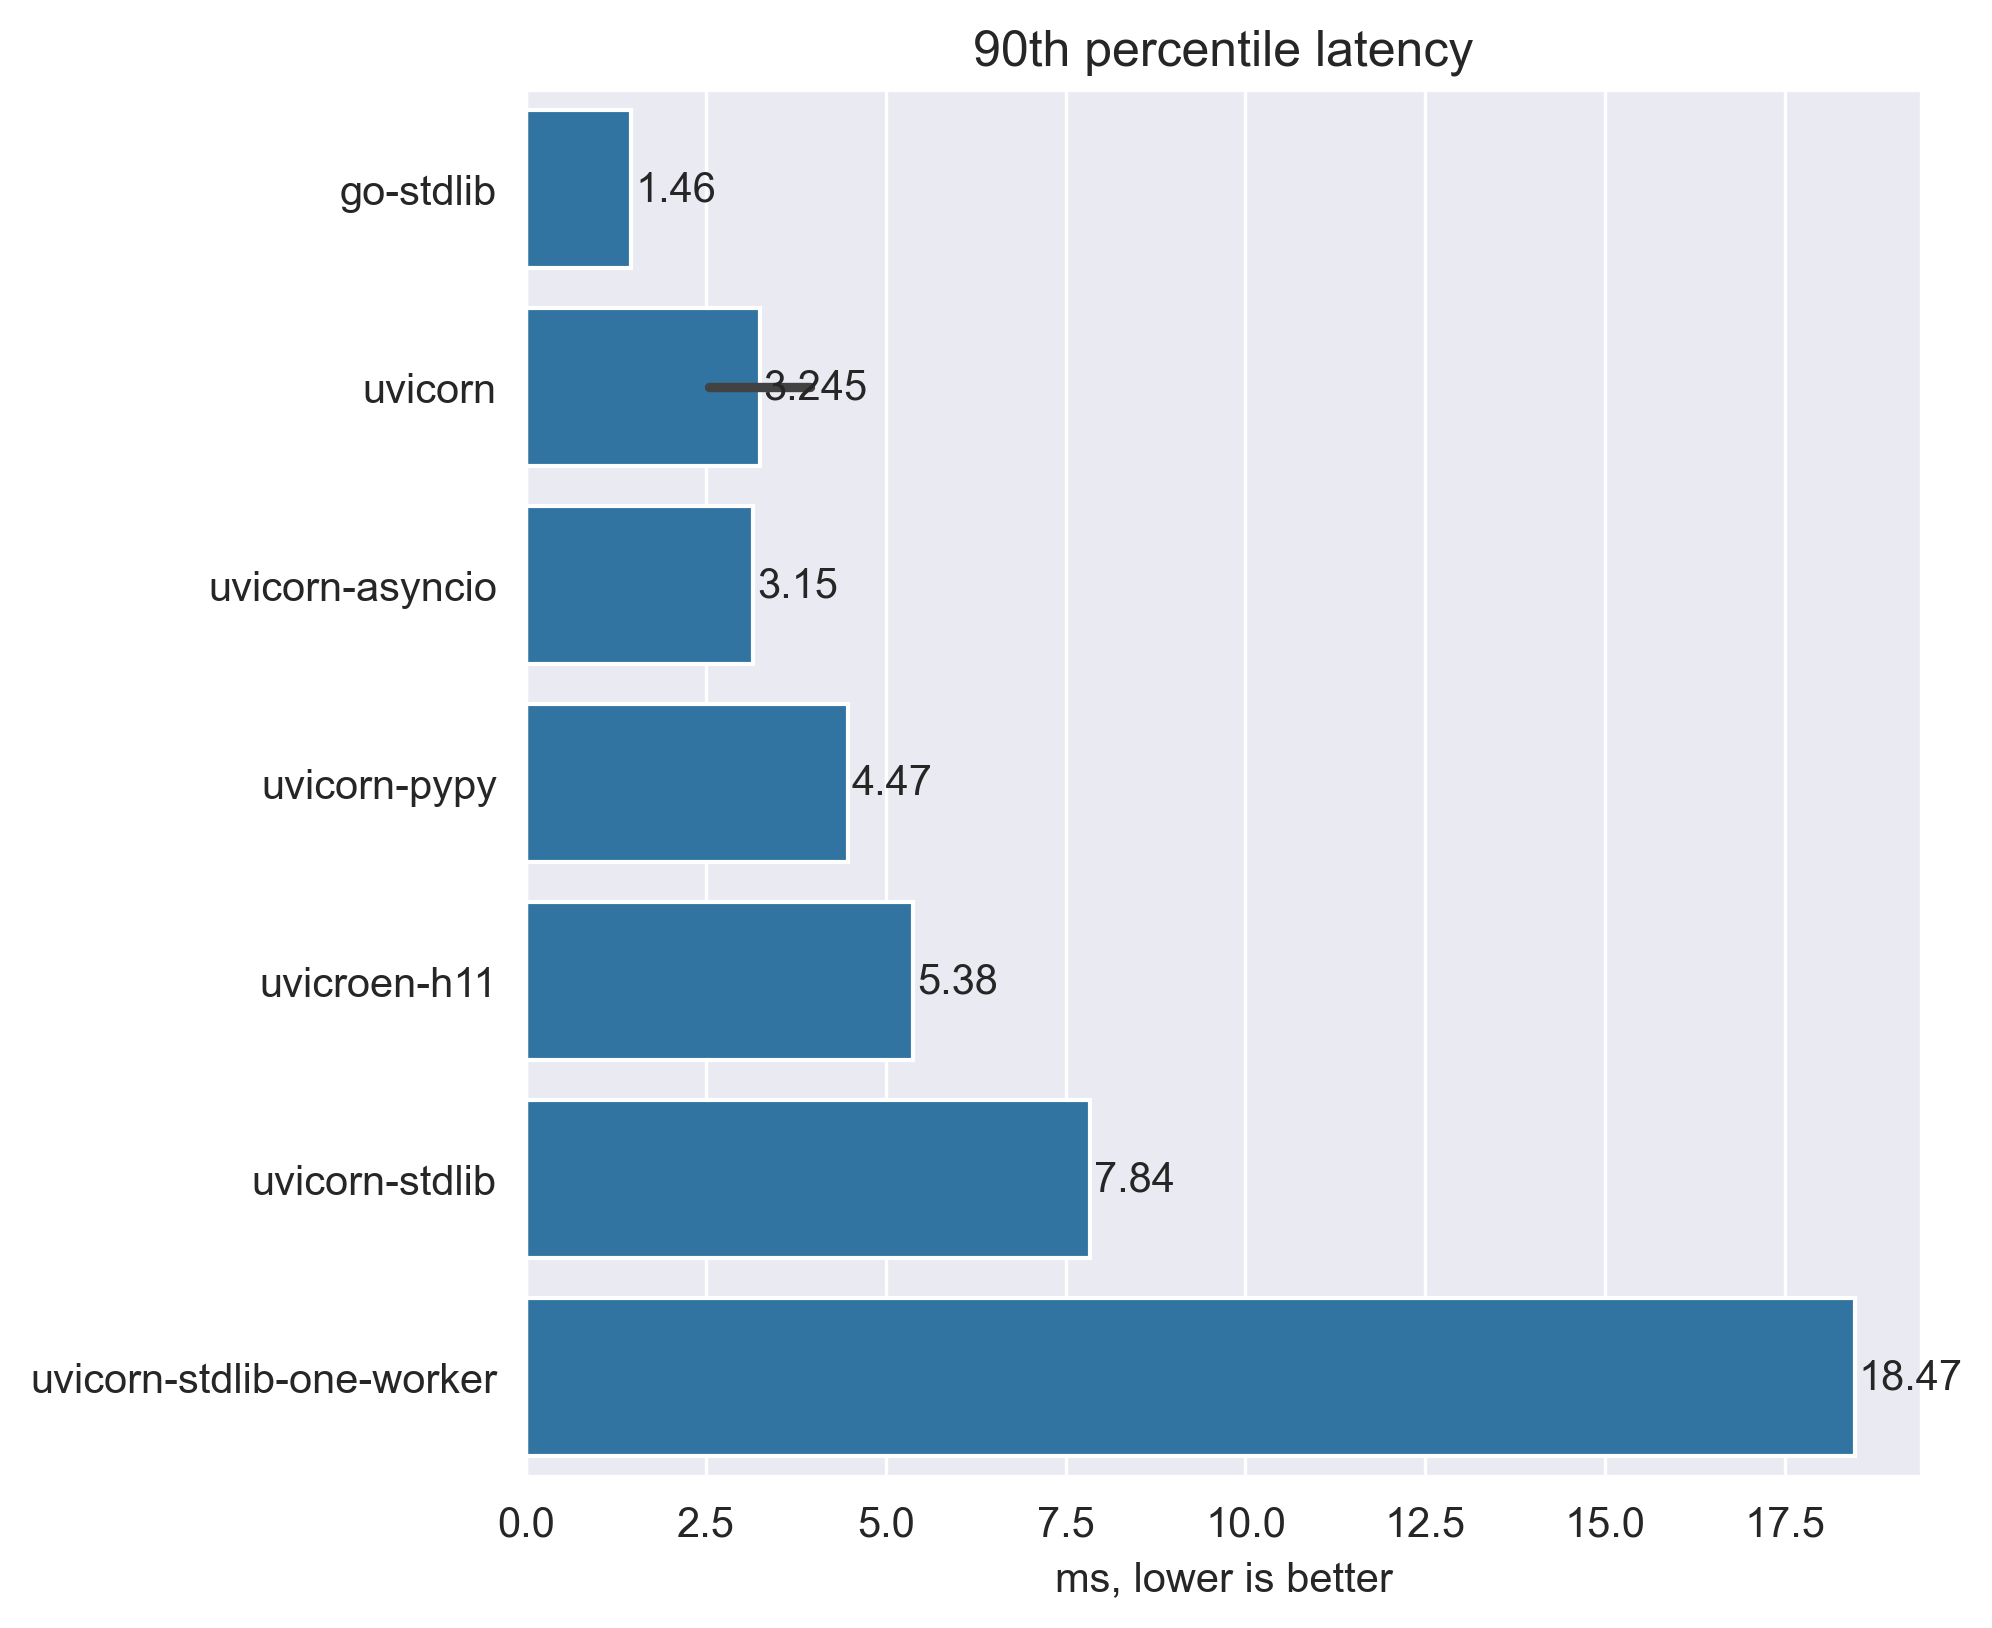 90th percentile latency
go-stdlib 1.46
uvicorn 3.245
uvicorn-asyncio 3.15
uvicorn-pypy 4.47
uvicroen-h11 5.38
uvicorn-stdlib 7.84
uvicorn-stdlib-one-worker 18.47
0.0 2.5 5.0 7.5 10.0 12.5 15.0 17.5
ms, lower is better